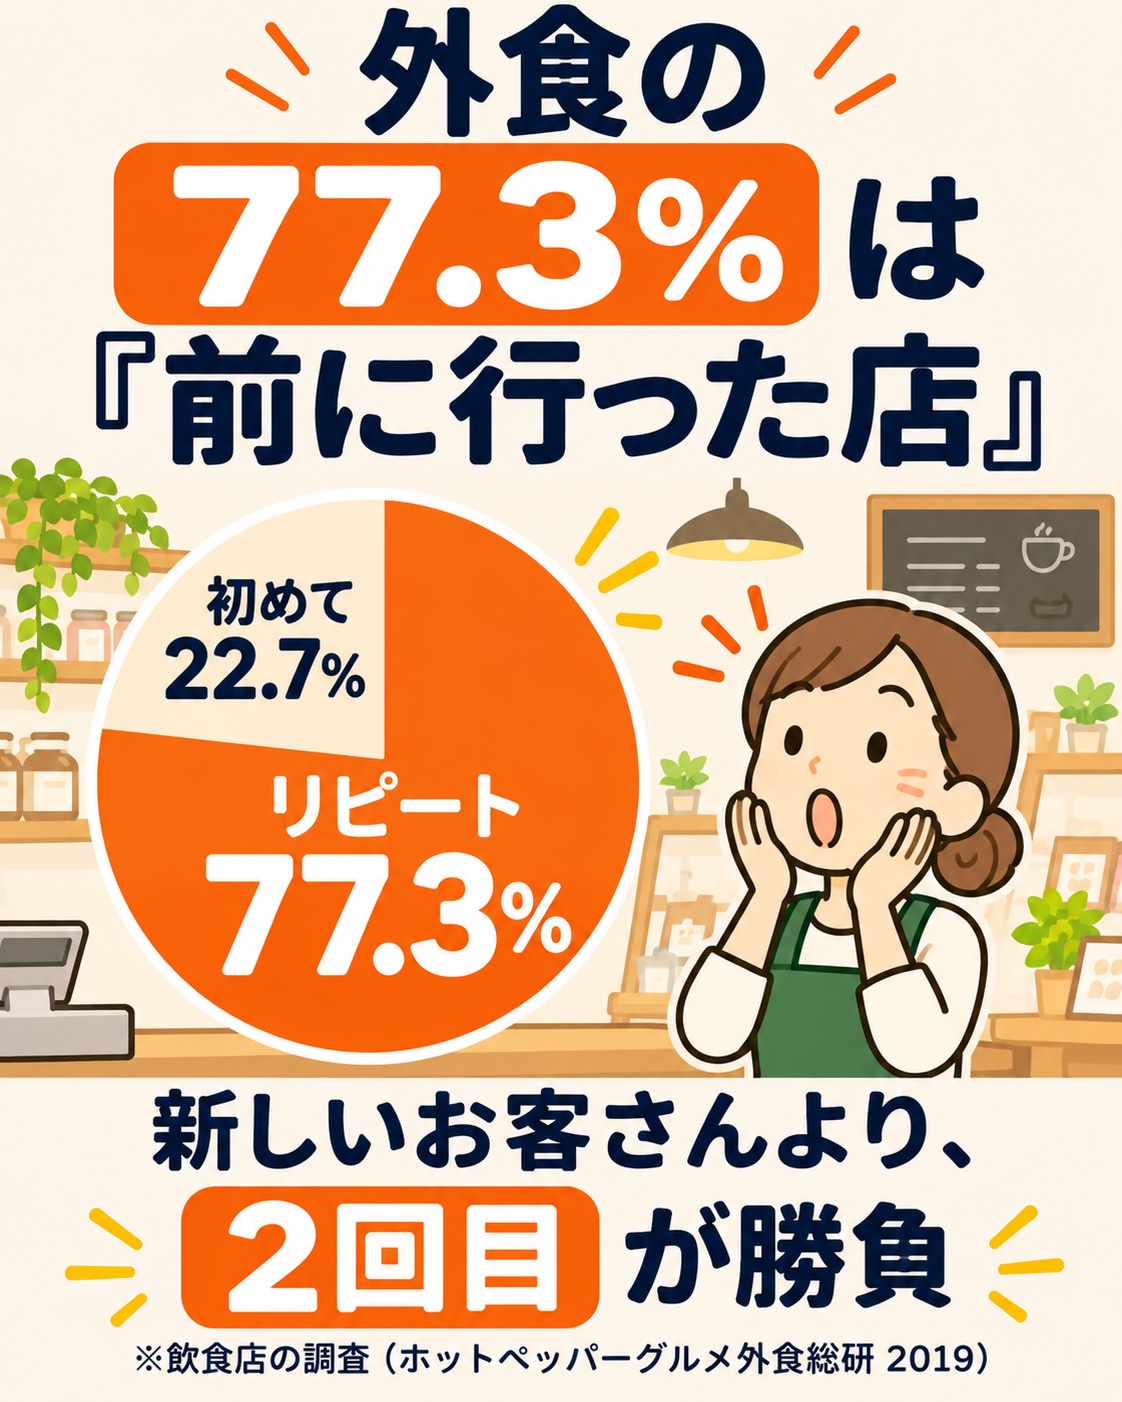 外食の
77.3%は
『前に行った店』
初めて
22.7%
リピート
77.3%
新しいお客さんより、
2回目が勝負
※飲食店の調査（ホットペッパーグルメ外食総研 2019）